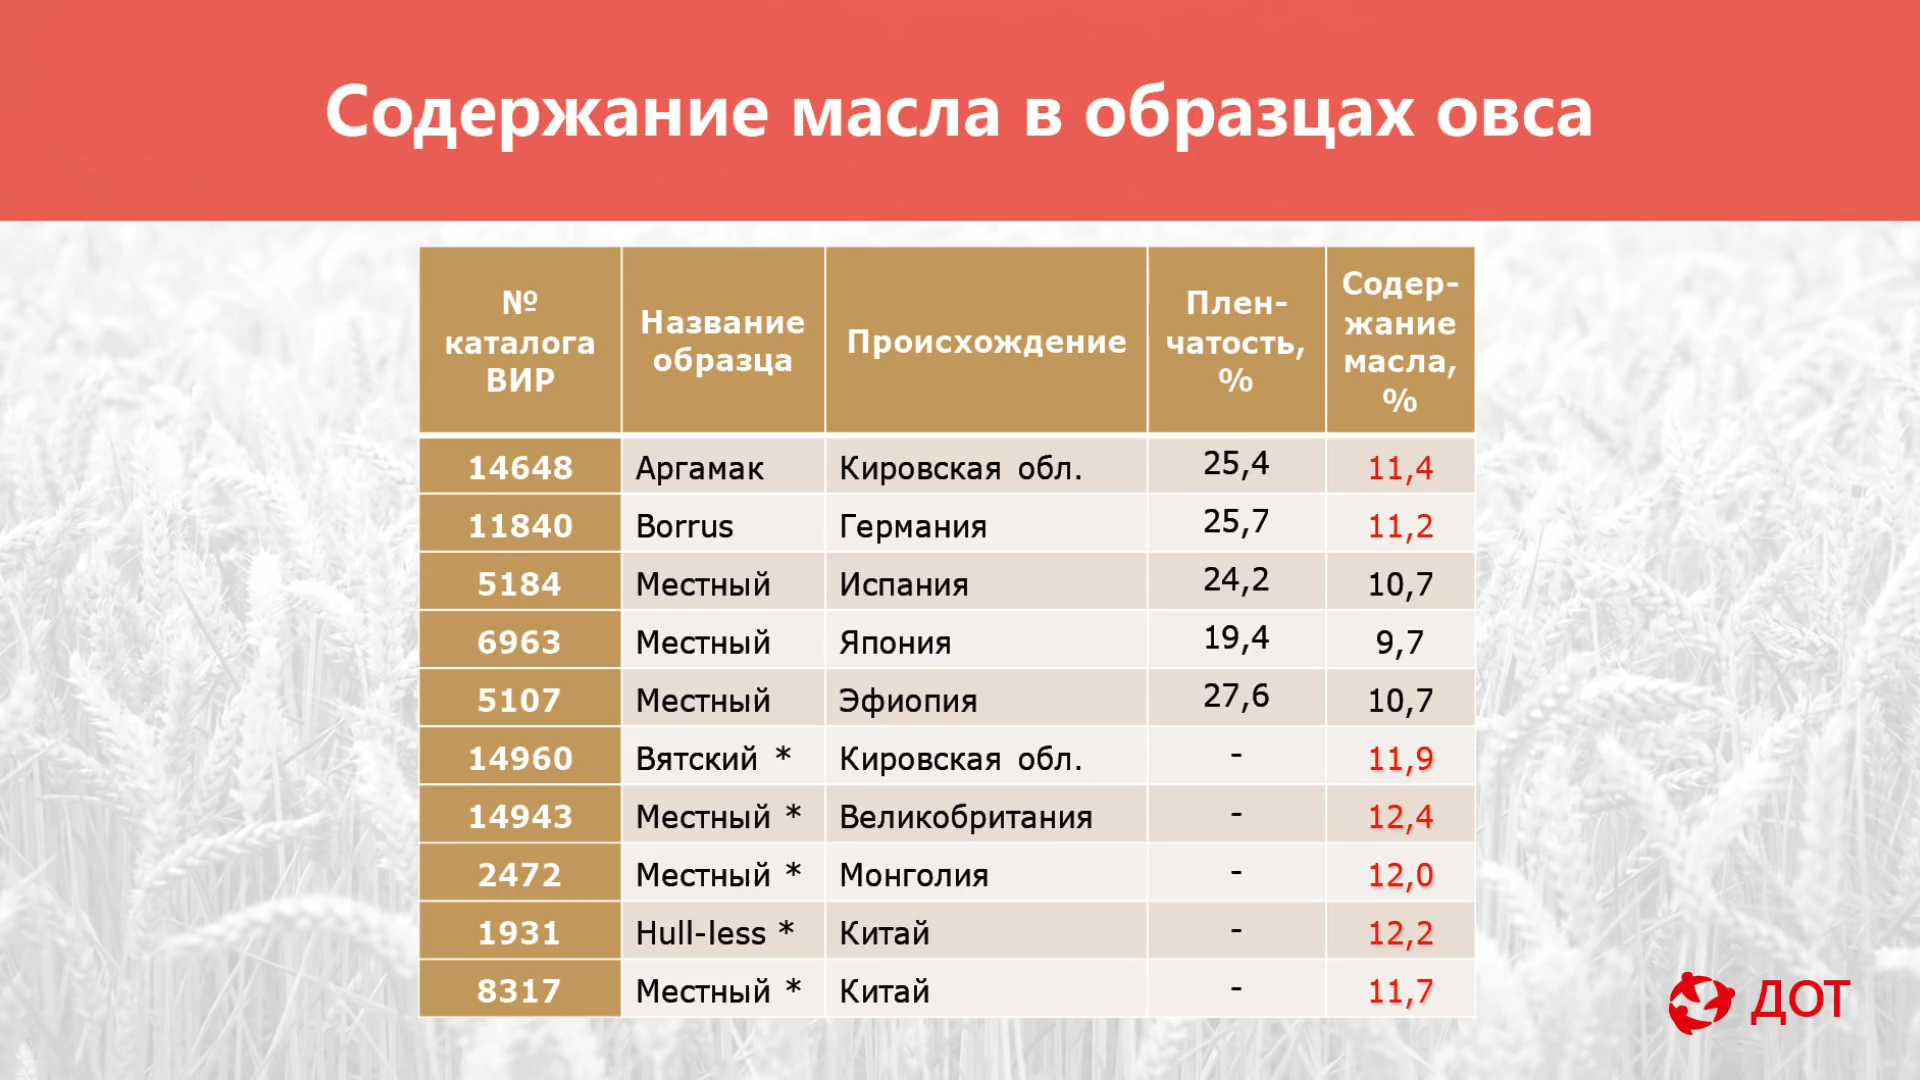 Содержание масла в образцах овса
№ каталога ВИР | Название образца | Происхождение | Плен-чатость, % | Содер-жание масла, %
14648 | Аргамак | Кировская обл. | 25,4 | 11,4
11840 | Borrus | Германия | 25,7 | 11,2
5184 | Местный | Испания | 24,2 | 10,7
6963 | Местный | Япония | 19,4 | 9,7
5107 | Местный | Эфиопия | 27,6 | 10,7
14960 | Вятский * | Кировская обл. | - | 11,9
14943 | Местный * | Великобритания | - | 12,4
2472 | Местный * | Монголия | - | 12,0
1931 | Hull-less * | Китай | - | 12,2
8317 | Местный * | Китай | - | 11,7
ДОТ